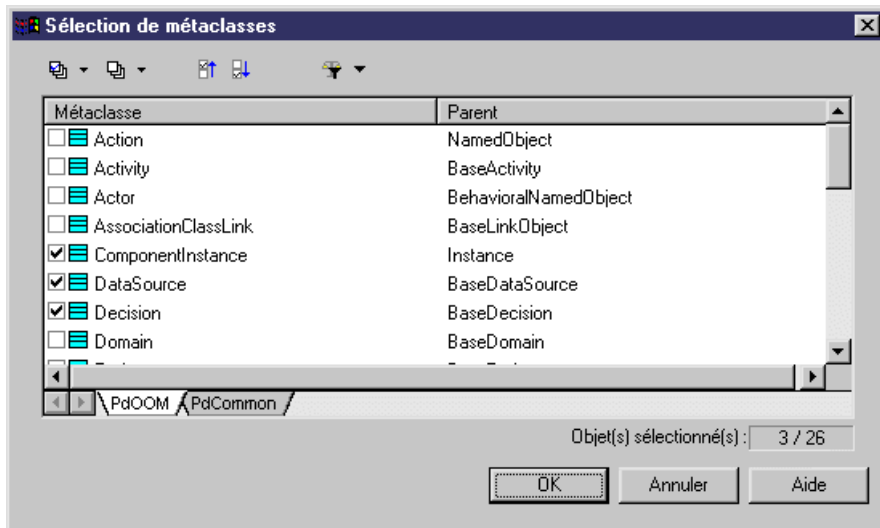 Sélection de métaclasses
Métaclasse Parent
Action NamedObject
Activity BaseActivity
Actor BehavioralNamedObject
AssociationClassLink BaseLinkObject
ComponentInstance Instance
DataSource BaseDataSource
Decision BaseDecision
Domain BaseDomain
PdOOM PdCommon
Objet(s) sélectionné(s) : 3 / 26
OK Annuler Aide